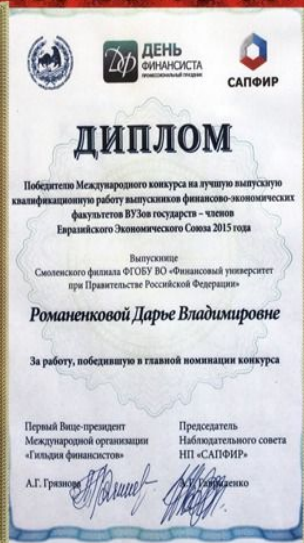 ДЕНЬ
ФИНАНСИСТА
ПРОФЕССИОНАЛЬНЫЙ ПРАЗДНИК
САПФИР
ДИПЛОМ
Победителю Международного конкурса на лучшую выпускную
квалификационную работу выпускников финансово-экономических
факультетов ВУЗов государств – членов
Евразийского Экономического Союза 2015 года
Выпускнице
Смоленского филиала ФГОБУ ВО «Финансовый университет
при Правительстве Российской Федерации»
Романенковой Дарье Владимировне
За работу, победившую в главной номинации конкурса
Первый Вице-президент
Международной организации
«Гильдия финансистов»
А.Г. Грязнова
Председатель
Наблюдательного совета
НП «САПФИР»